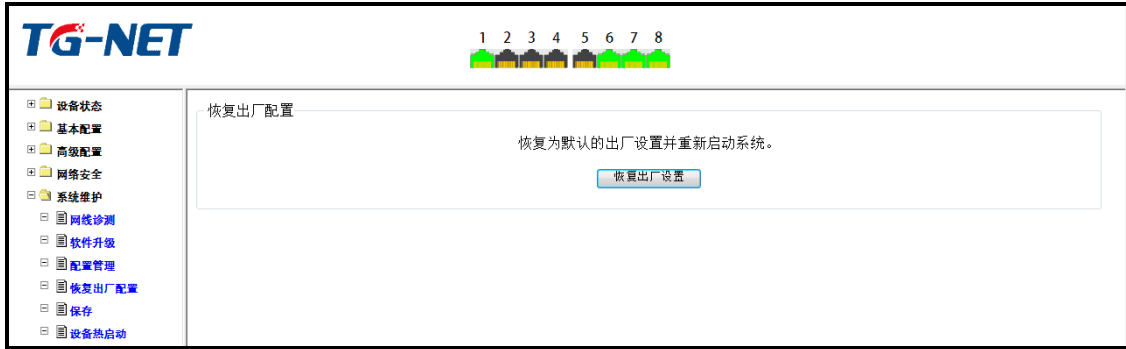 TG-NET
1 2 3 4 5 6 7 8
设备状态
基本配置
高级配置
网络安全
系统维护
网线诊测
软件升级
配置管理
恢复出厂配置
保存
设备热启动
恢复出厂配置
恢复为默认的出厂设置并重新启动系统。
恢复出厂设置